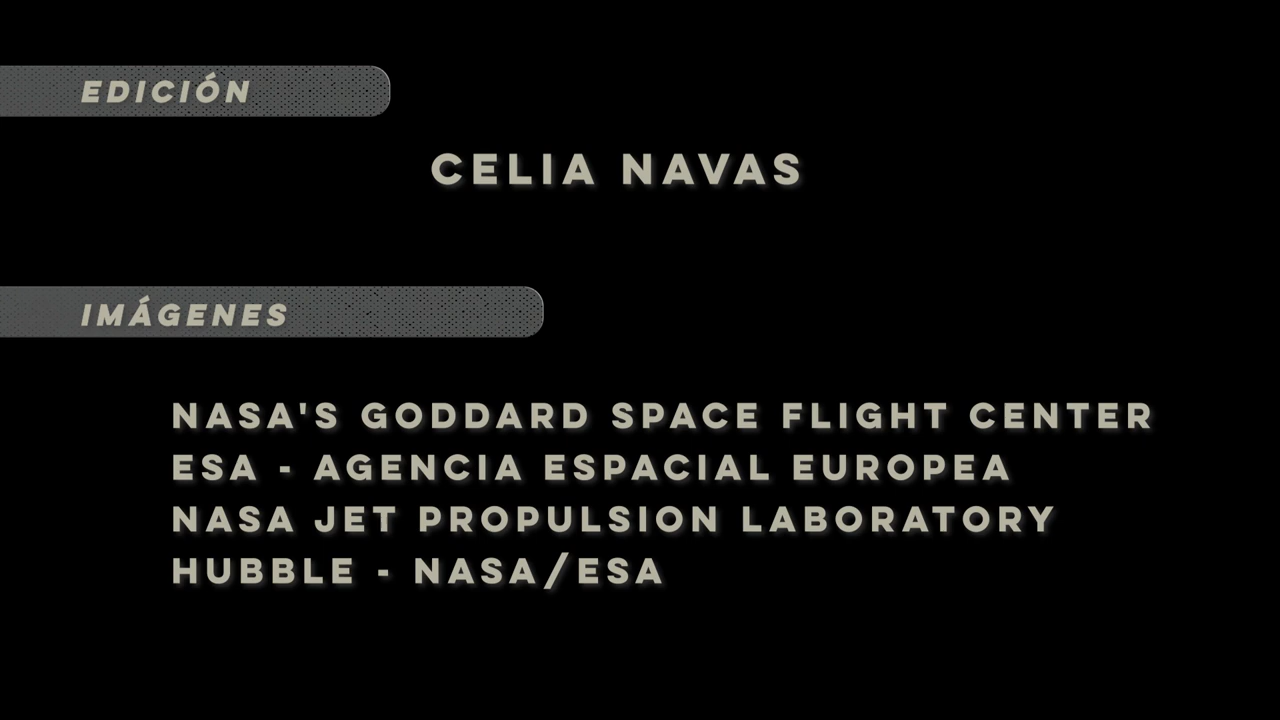 EDICIÓN
CELIA NAVAS
IMÁGENES
NASA'S GODDARD SPACE FLIGHT CENTER
ESA - AGENCIA ESPACIAL EUROPEA
NASA JET PROPULSION LABORATORY
HUBBLE - NASA/ESA